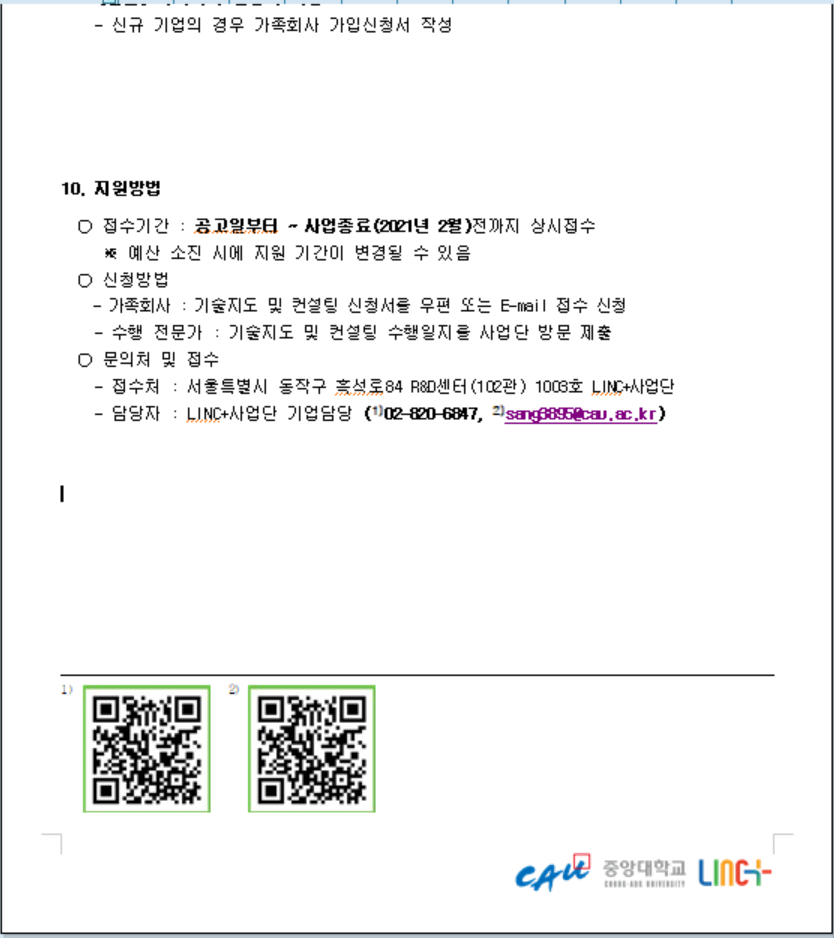 - 신규 기업의 경우 가족회사 가입신청서 작성
10. 지원방법
○ 접수기간 : 공고일부터 ~ 사업종료(2021년 2월)전까지 상시접수
※ 예산 소진 시에 지원 기간이 변경될 수 있음
○ 신청방법
- 가족회사 : 기술지도 및 컨설팅 신청서를 우편 또는 E-mail 접수 신청
- 수행 전문가 : 기술지도 및 컨설팅 수행일지를 사업단 방문 제출
○ 문의처 및 접수
- 접수처 : 서울특별시 동작구 흑석로84 R&D센터(102관) 1003호 LINC+사업단
- 담당자 : LINC+사업단 기업담당 (1)02-820-6847, 2)sang3895@cau.ac.kr)
1) 2)
CAU 중앙대학교 LINC+
CHUNG-ANG UNIVERSITY